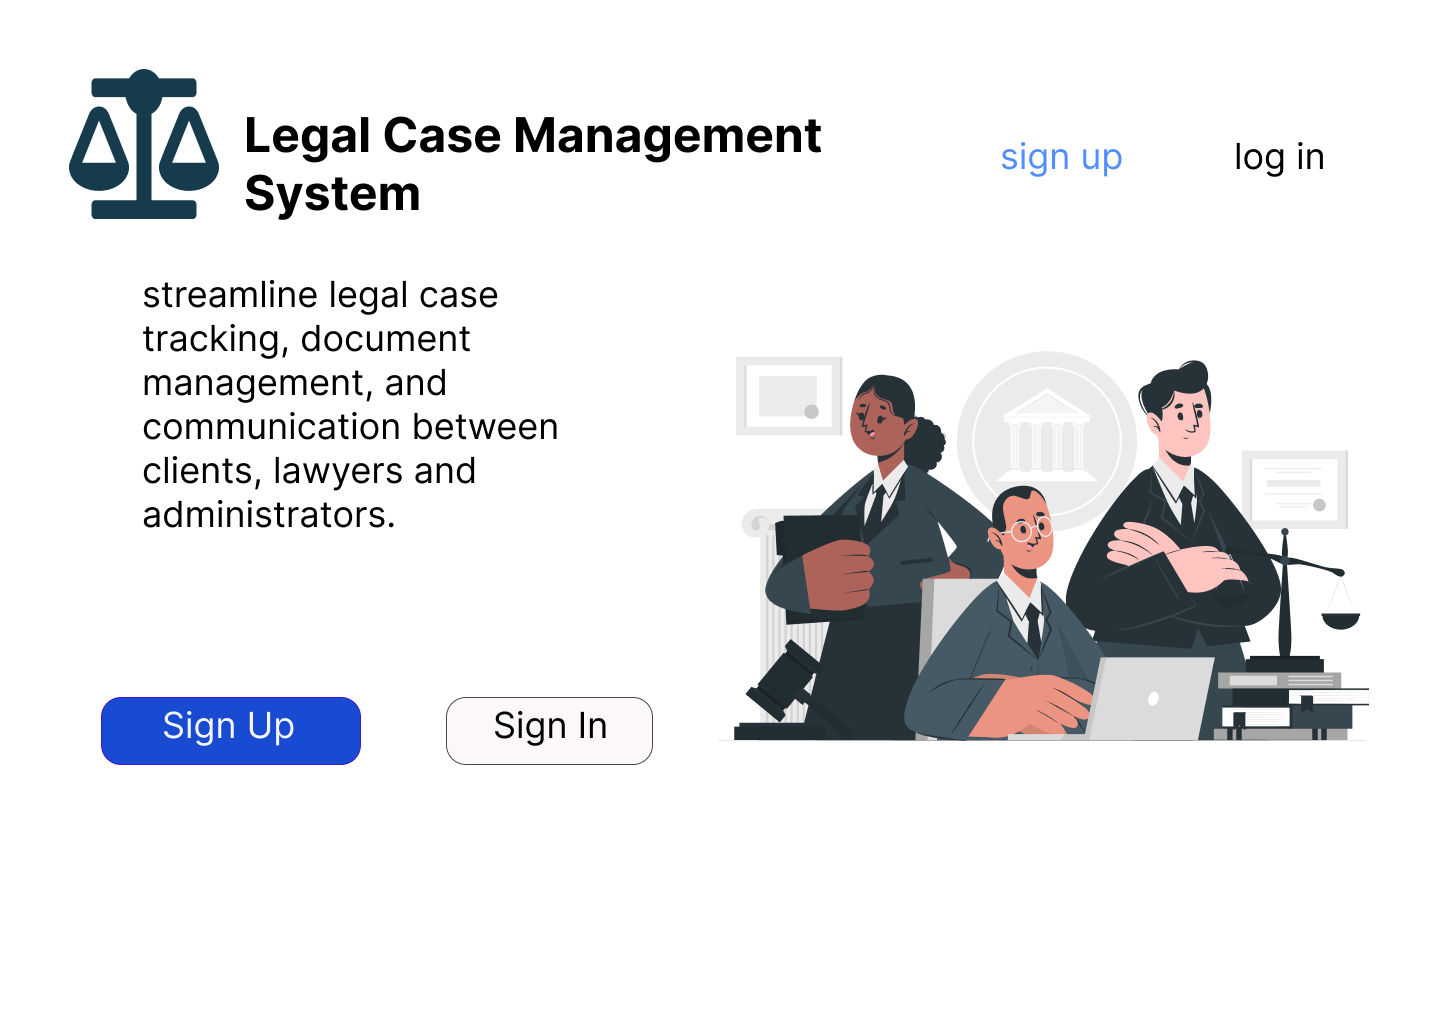 Legal Case Management
System
sign up
log in
streamline legal case
tracking, document
management, and
communication between
clients, lawyers and
administrators.
Sign Up
Sign In